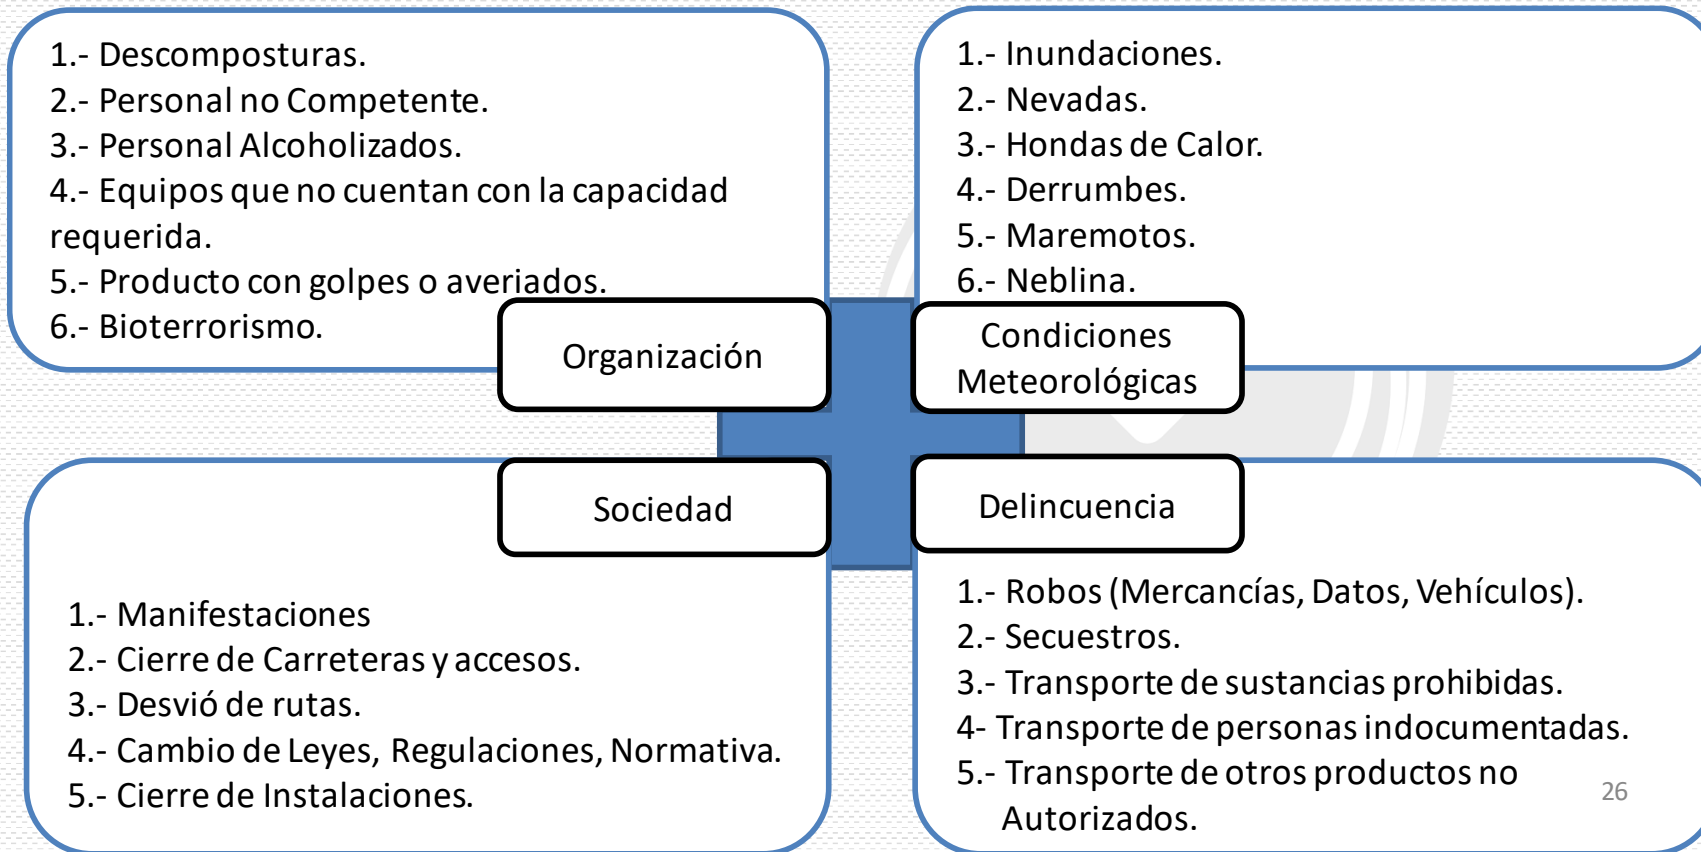 1.- Descomposturas.
2.- Personal no Competente.
3.- Personal Alcoholizados.
4.- Equipos que no cuentan con la capacidad
requerida.
5.- Producto con golpes o averiados.
6.- Bioterrorismo.
Organización
1.- Inundaciones.
2.- Nevadas.
3.- Hondas de Calor.
4.- Derrumbes.
5.- Maremotos.
6.- Neblina.
Condiciones
Meteorológicas
Sociedad
1.- Manifestaciones
2.- Cierre de Carreteras y accesos.
3.- Desvió de rutas.
4.- Cambio de Leyes, Regulaciones, Normativa.
5.- Cierre de Instalaciones.
Delincuencia
1.- Robos (Mercancías, Datos, Vehículos).
2.- Secuestros.
3.- Transporte de sustancias prohibidas.
4- Transporte de personas indocumentadas.
5.- Transporte de otros productos no
Autorizados.
26